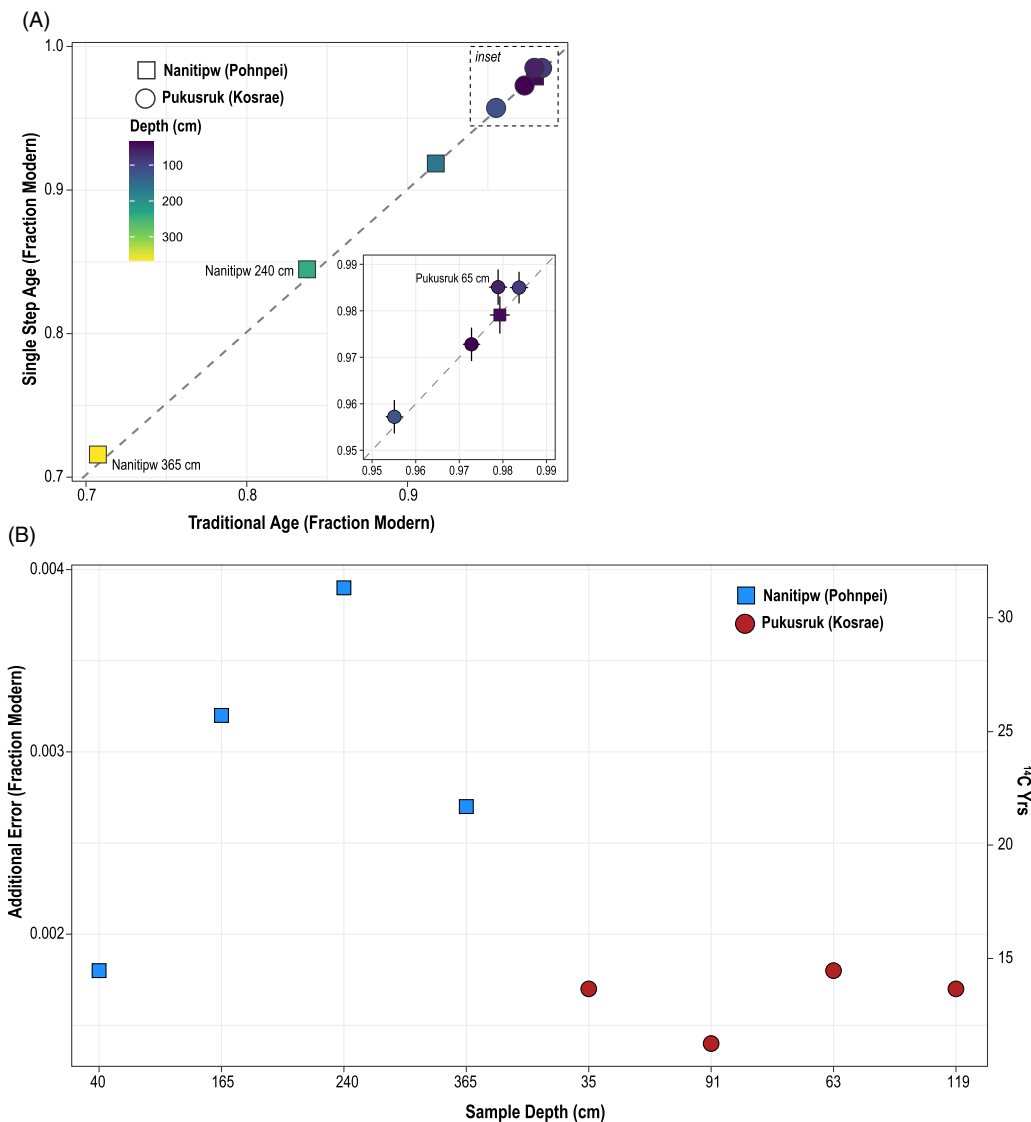 (A)
1.0
0.9
0.8
0.7
Single Step Age (Fraction Modern)
Nanitipw (Pohnpei)
Pukusruk (Kosrae)
Depth (cm)
100
200
300
inset
Nanitipw 240 cm
Nanitipw 365 cm
0.99
0.98
0.97
0.96
0.95
Pukusruk 65 cm
0.95 0.96 0.97 0.98 0.99
0.7 0.8 0.9
Traditional Age (Fraction Modern)
(B)
0.004
0.003
0.002
Additional Error (Fraction Modern)
Nanitipw (Pohnpei)
Pukusruk (Kosrae)
30
25
20
15
¹⁴C Yrs
40 165 240 365 35 91 63 119
Sample Depth (cm)